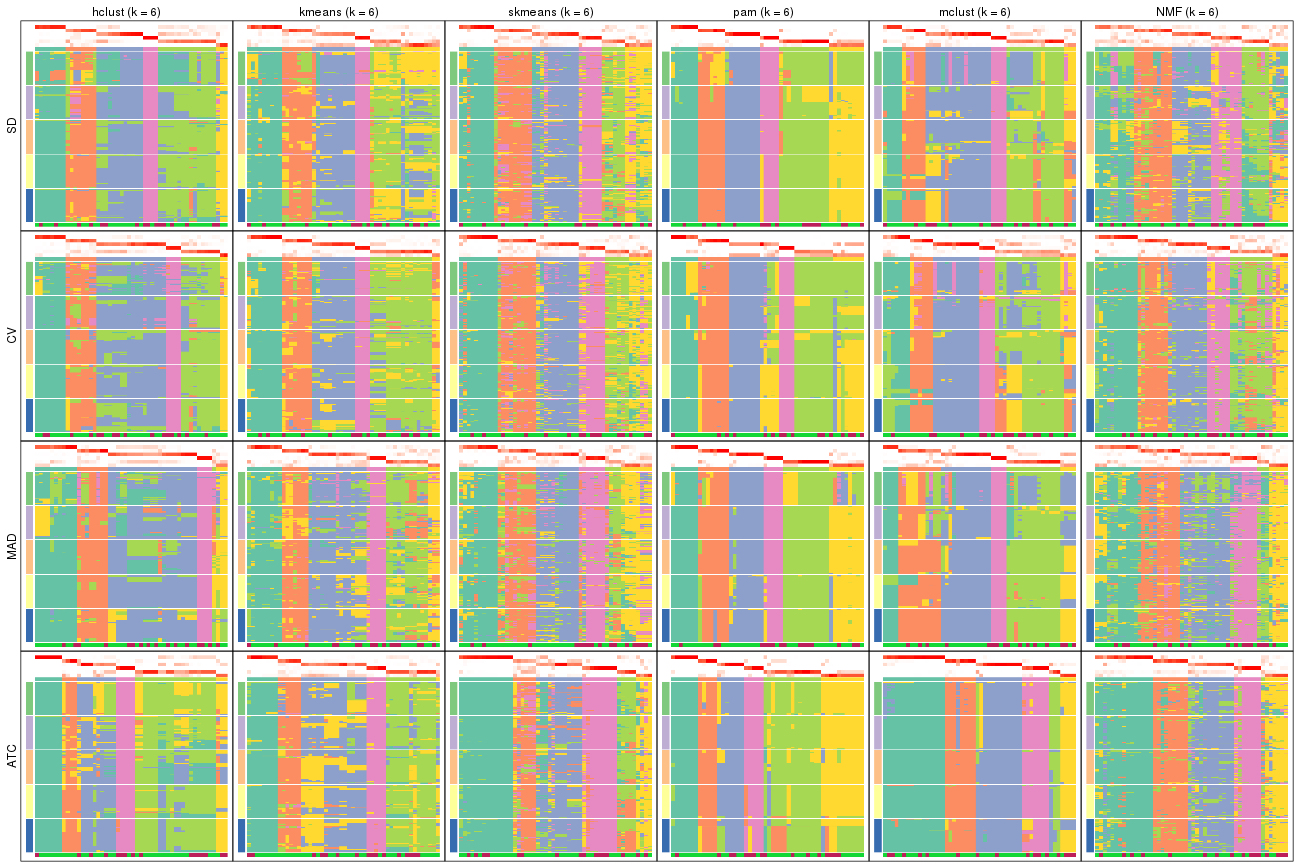 hclust (k = 6) kmeans (k = 6) skmeans (k = 6) pam (k = 6) mclust (k = 6) NMF (k = 6)
SD
CV
MAD
ATC